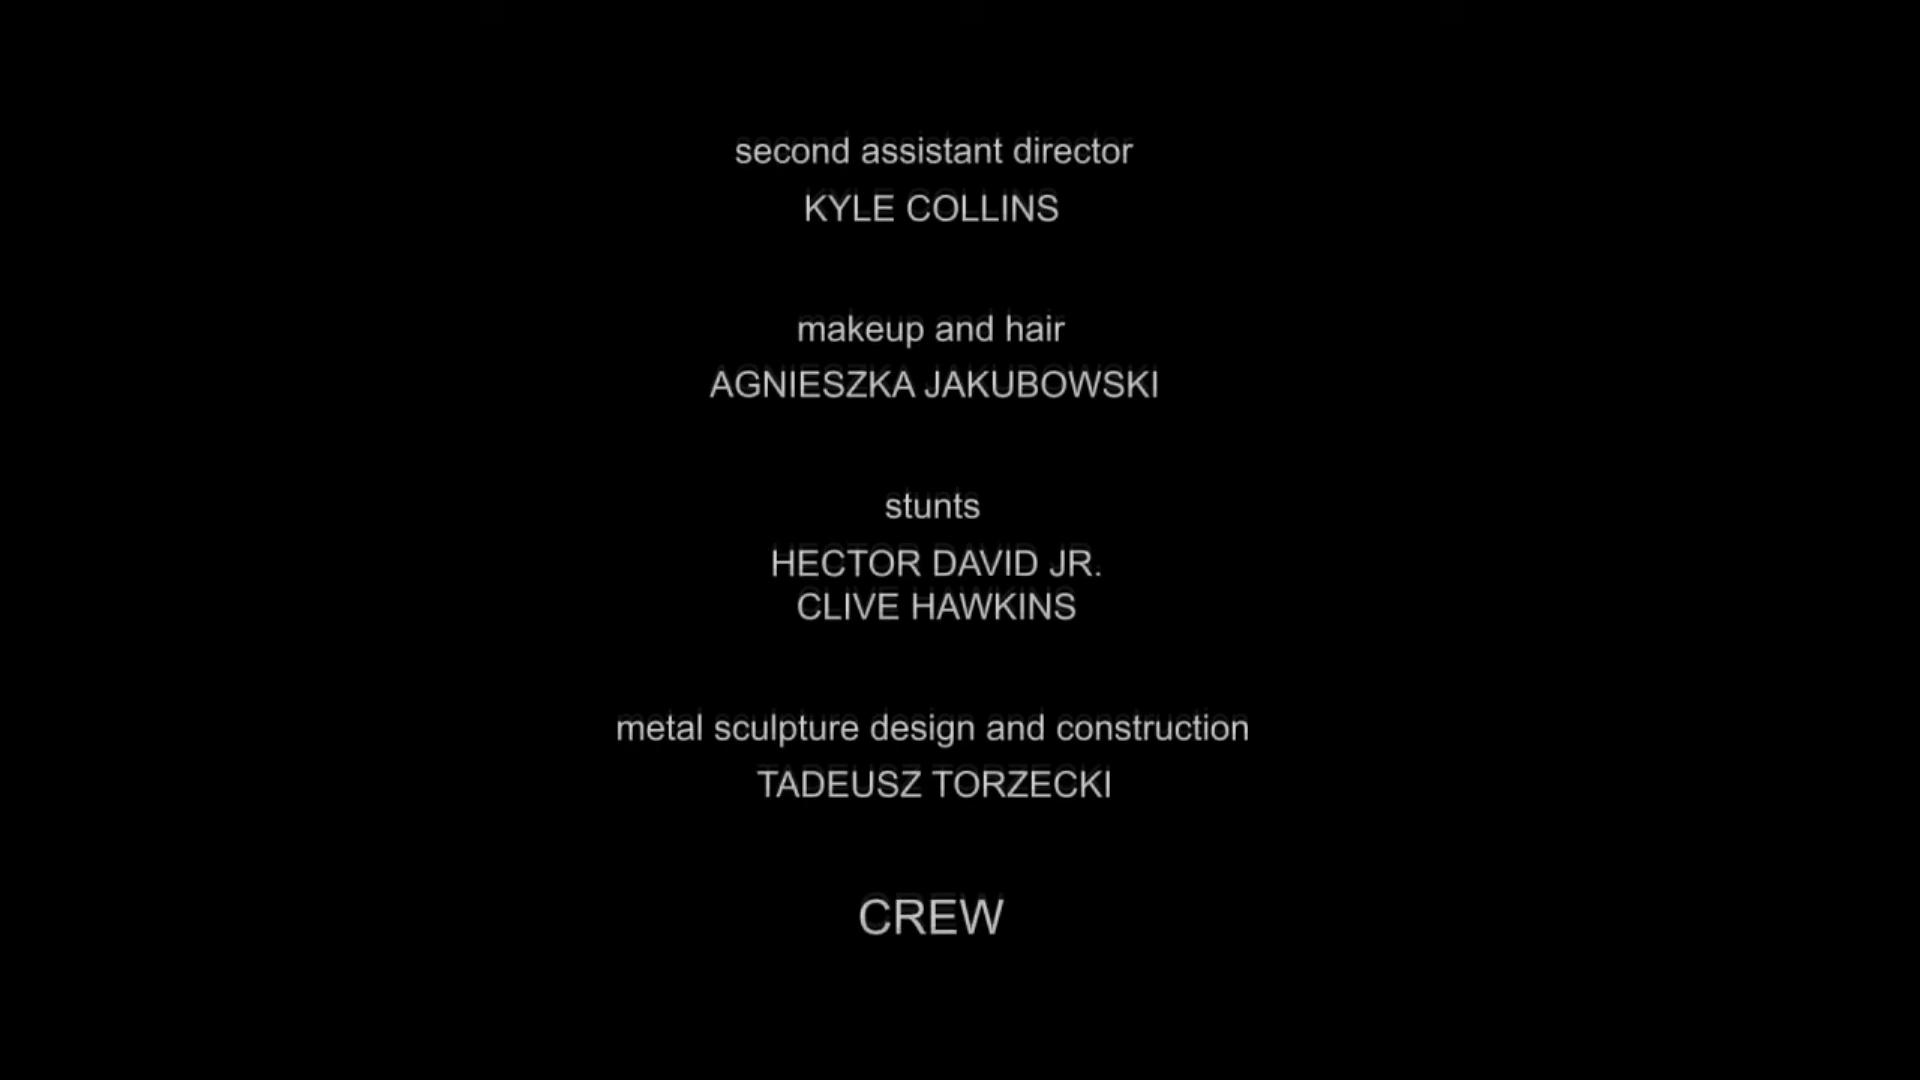 second assistant director
KYLE COLLINS
makeup and hair
AGNIESZKA JAKUBOWSKI
stunts
HECTOR DAVID JR.
CLIVE HAWKINS
metal sculpture design and construction
TADEUSZ TORZECKI
CREW